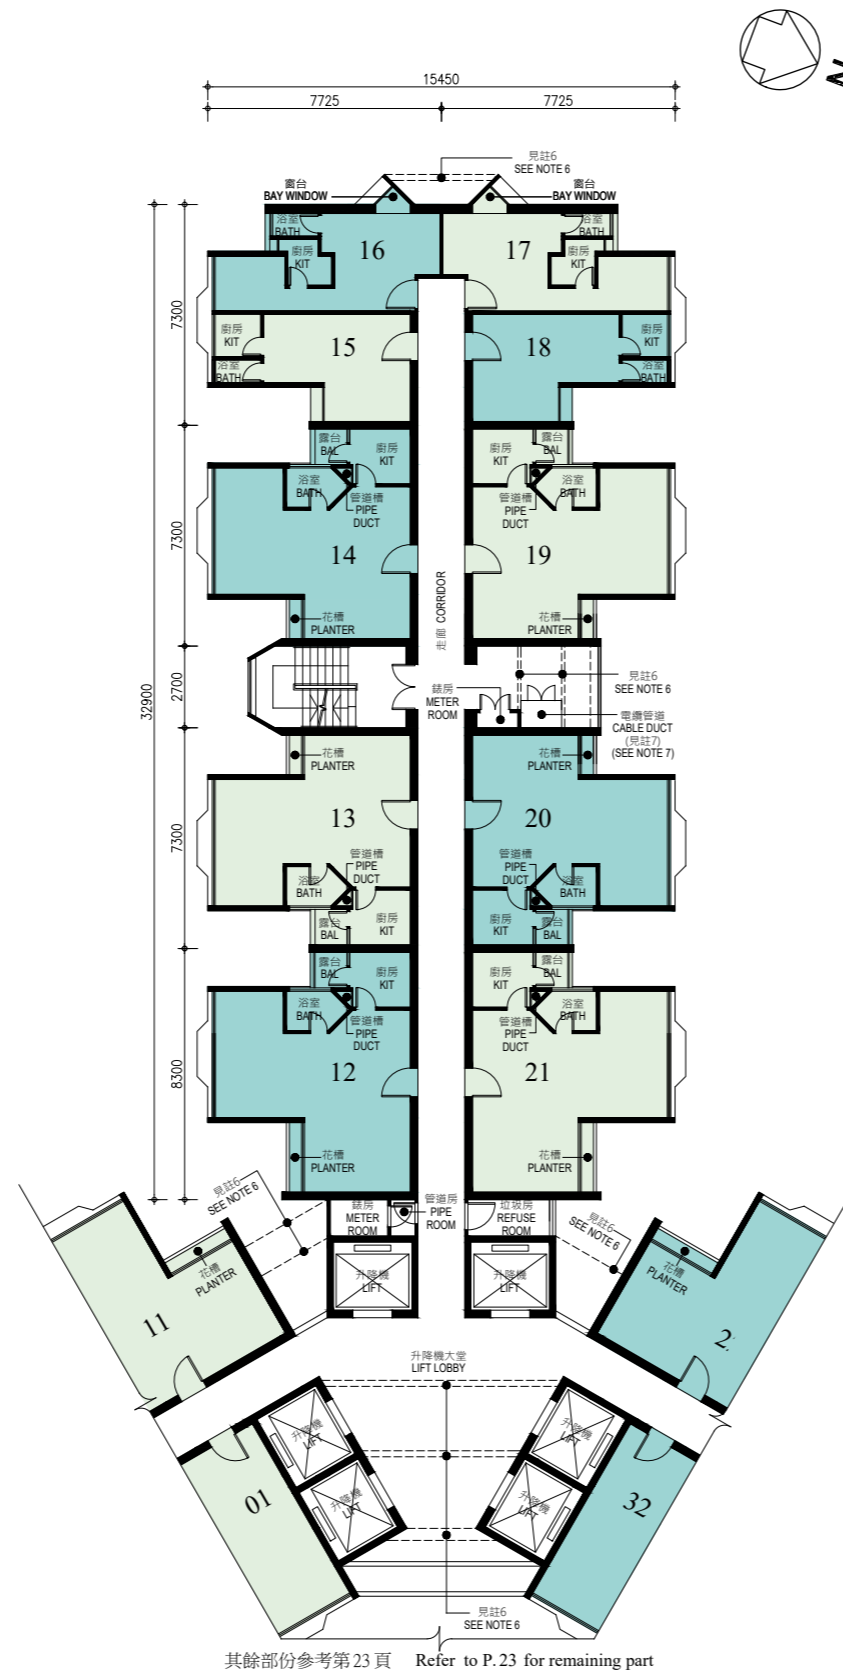 N
15450
7725 7725
見註6
SEE NOTE 6
窗台
BAY WINDOW
窗台
BAY WINDOW
浴室
BATH
廚房
KIT
16
17
浴室
BATH
廚房
KIT
7300
廚房
KIT
浴室
BATH
15
18
廚房
KIT
浴室
BATH
露台
BAL
廚房
KIT
浴室
BATH
管道槽
PIPE
DUCT
14
花槽
PLANTER
廚房
KIT
露台
BAL
浴室
BATH
管道槽
PIPE
DUCT
19
花槽
PLANTER
7300
走廊 CORRIDOR
32900
2700
錶房
METER
ROOM
見註6
SEE NOTE 6
電纜管道
CABLE DUCT
(見註7)
(SEE NOTE 7)
花槽
PLANTER
13
管道槽
PIPE
DUCT
浴室
BATH
露台
BAL
廚房
KIT
花槽
PLANTER
20
管道槽
PIPE
DUCT
浴室
BATH
廚房
KIT
露台
BAL
7300
露台
BAL
廚房
KIT
浴室
BATH
管道槽
PIPE
DUCT
12
花槽
PLANTER
廚房
KIT
露台
BAL
浴室
BATH
管道槽
PIPE
DUCT
21
花槽
PLANTER
8300
見註6
SEE NOTE 6
錶房
METER
ROOM
管道房
PIPE
ROOM
垃圾房
REFUSE
ROOM
見註6
SEE NOTE 6
花槽
PLANTER
11
升降機
LIFT
升降機
LIFT
花槽
PLANTER
2
升降機大堂
LIFT LOBBY
升降機
LIFT
升降機
LIFT
01
升降機
LIFT
升降機
LIFT
32
見註6
SEE NOTE 6
其餘部份參考第23頁 Refer to P.23 for remaining part